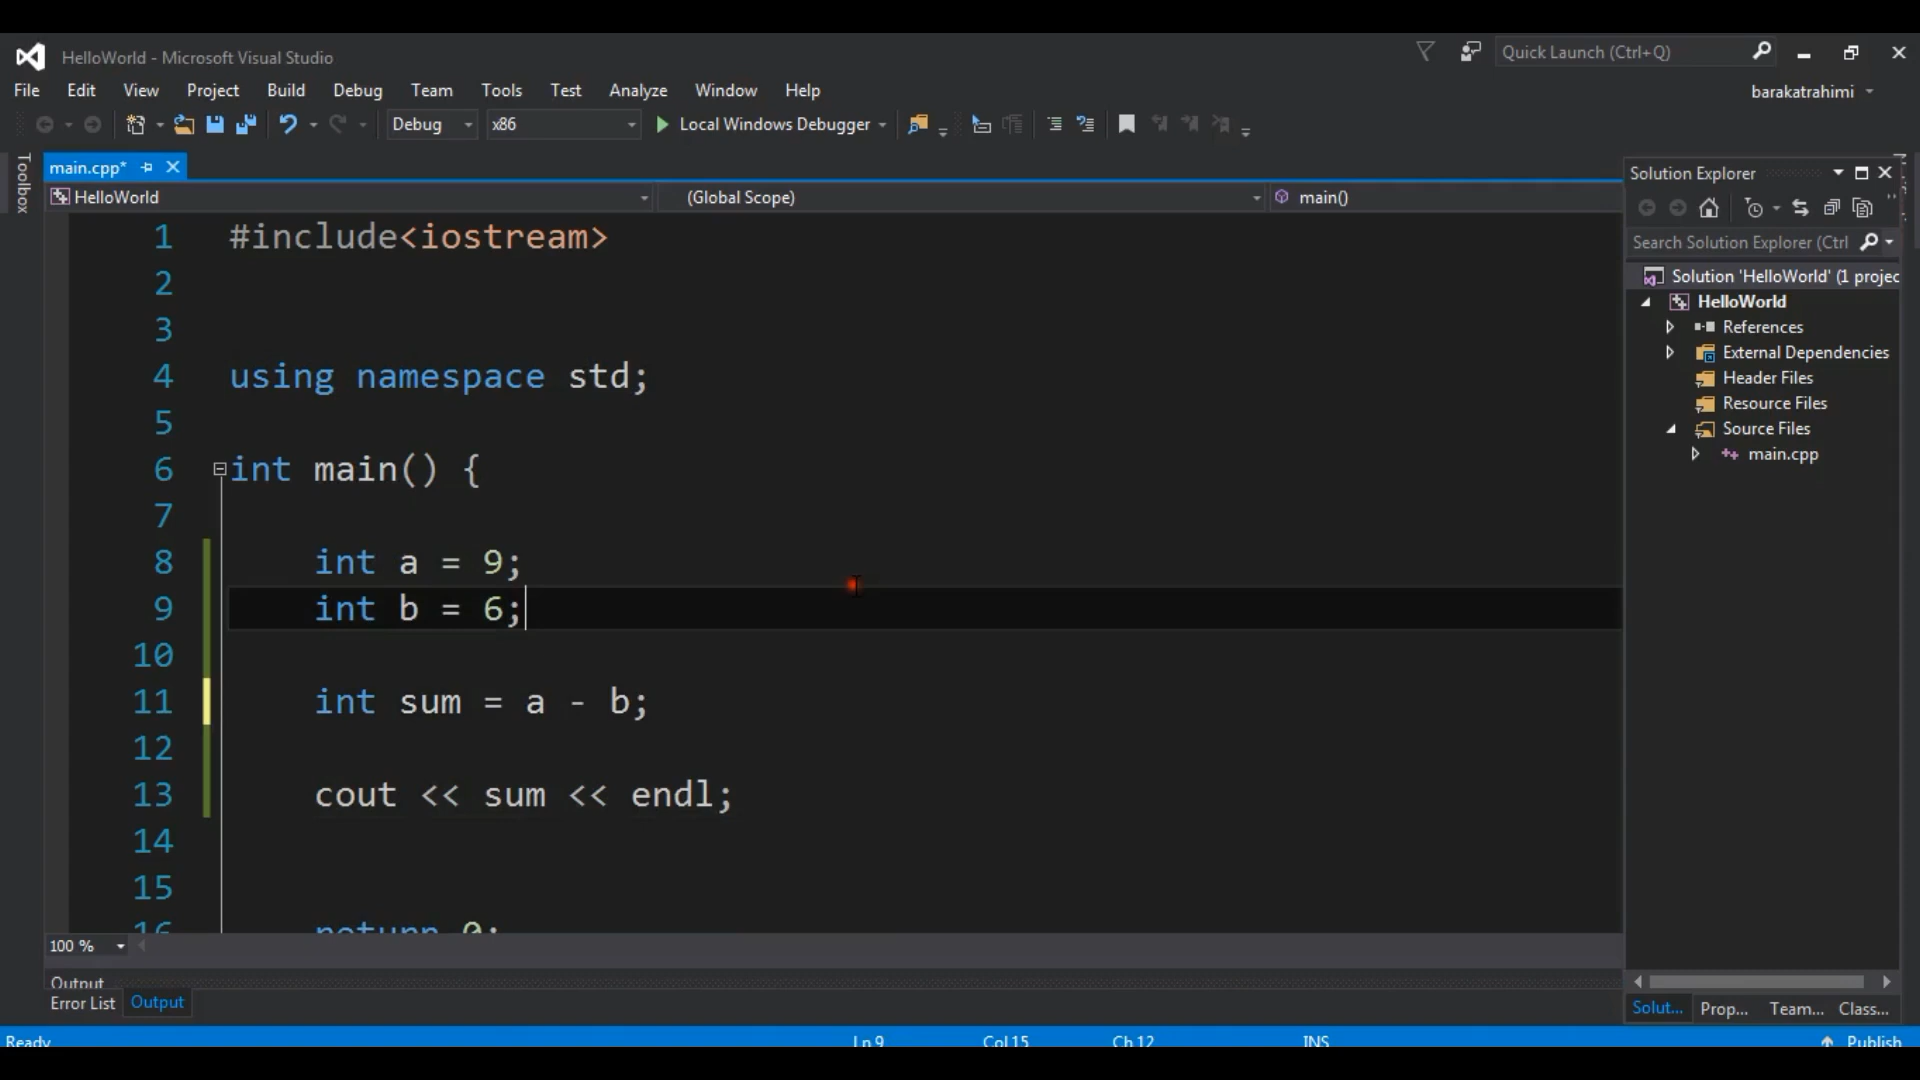 HelloWorld - Microsoft Visual Studio
Quick Launch (Ctrl+Q)
File Edit View Project Build Debug Team Tools Test Analyze Window Help
barakatrahimi
Debug x86 Local Windows Debugger
Toolbox
main.cpp*
HelloWorld (Global Scope) main()
1 #include<iostream>
2
3
4 using namespace std;
5
6 int main() {
7
8 int a = 9;
9 int b = 6;
10
11 int sum = a - b;
12
13 cout << sum << endl;
14
15
16 return 0;
100 %
Output
Error List Output
Solution Explorer
Search Solution Explorer (Ctrl
Solution 'HelloWorld' (1 projec
HelloWorld
References
External Dependencies
Header Files
Resource Files
Source Files
main.cpp
Solut... Prop... Team... Class...
Ready Ln 9 Col 15 Ch 12 INS Publish